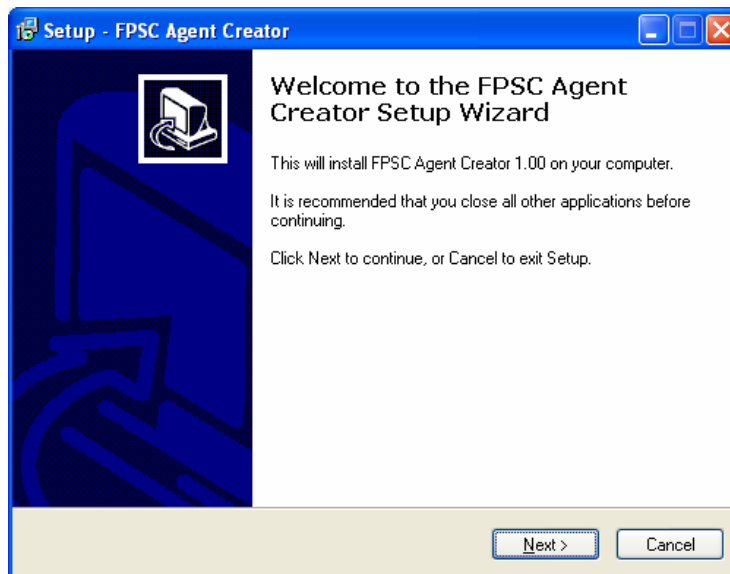 Setup - FPSC Agent Creator
Welcome to the FPSC Agent
Creator Setup Wizard
This will install FPSC Agent Creator 1.00 on your computer.
It is recommended that you close all other applications before
continuing.
Click Next to continue, or Cancel to exit Setup.
Next >
Cancel